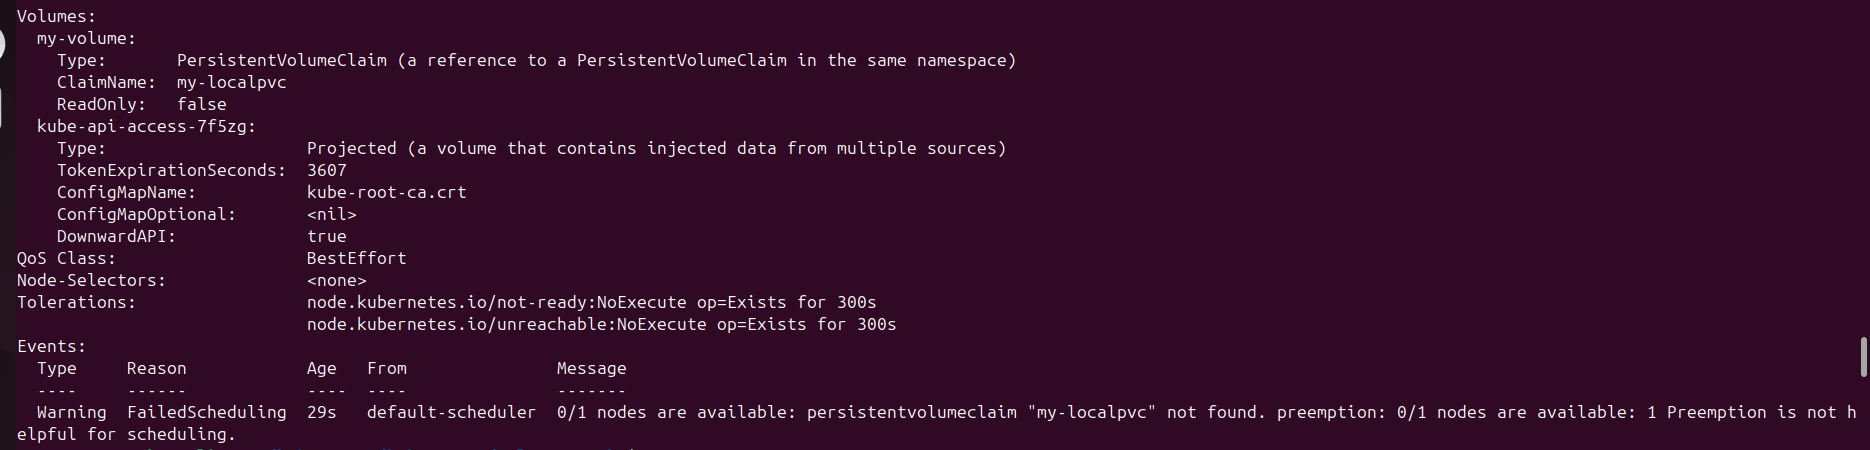 Volumes:
  my-volume:
    Type:       PersistentVolumeClaim (a reference to a PersistentVolumeClaim in the same namespace)
    ClaimName:  my-localpvc
    ReadOnly:   false
  kube-api-access-7f5zg:
    Type:                    Projected (a volume that contains injected data from multiple sources)
    TokenExpirationSeconds:  3607
    ConfigMapName:           kube-root-ca.crt
    ConfigMapOptional:       <nil>
    DownwardAPI:             true
QoS Class:                   BestEffort
Node-Selectors:              <none>
Tolerations:                 node.kubernetes.io/not-ready:NoExecute op=Exists for 300s
                             node.kubernetes.io/unreachable:NoExecute op=Exists for 300s
Events:
  Type     Reason            Age   From               Message
  ----     ------            ----  ----               -------
  Warning  FailedScheduling  29s   default-scheduler  0/1 nodes are available: persistentvolumeclaim "my-localpvc" not found. preemption: 0/1 nodes are available: 1 Preemption is not h
elpful for scheduling.